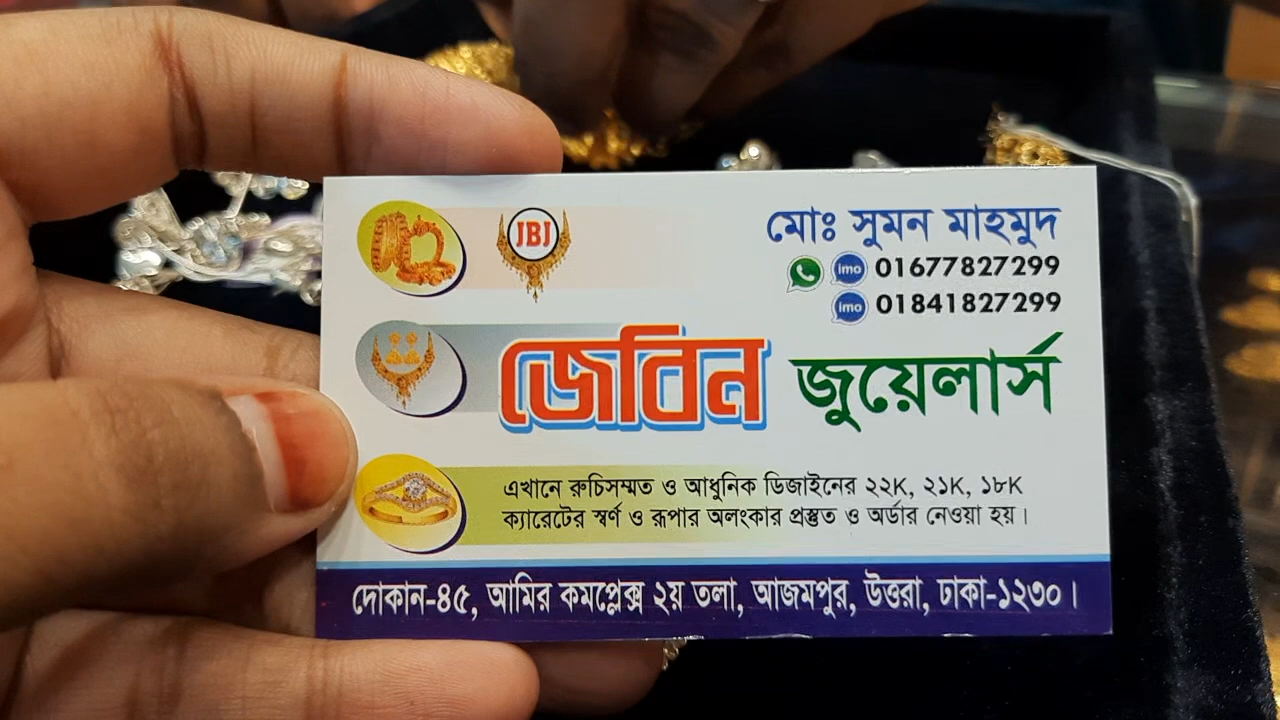 JBJ
মোঃ সুমন মাহমুদ
imo 01677827299
imo 01841827299
জেবিন জুয়েলার্স
এখানে রুচিসম্মত ও আধুনিক ডিজাইনের ২২K, ২১K, ১৮K
ক্যারেটের স্বর্ণ ও রূপার অলংকার প্রস্তুত ও অর্ডার নেওয়া হয়।
দোকান-৪৫, আমির কমপ্লেক্স ২য় তলা, আজমপুর, উত্তরা, ঢাকা-১২৩০।